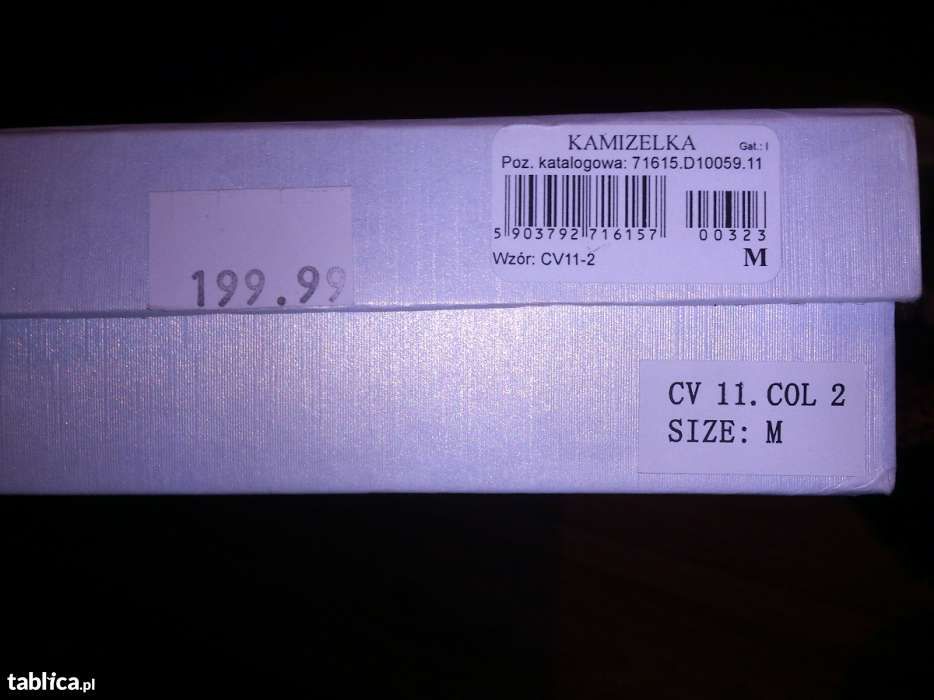 KAMIZELKA
Gat.: I
Poz. katalogowa: 71615.D10059.11
5 903792 716157
00323
Wzór: CV11-2
M
199.99
CV 11. COL 2
SIZE: M
tablica.pl